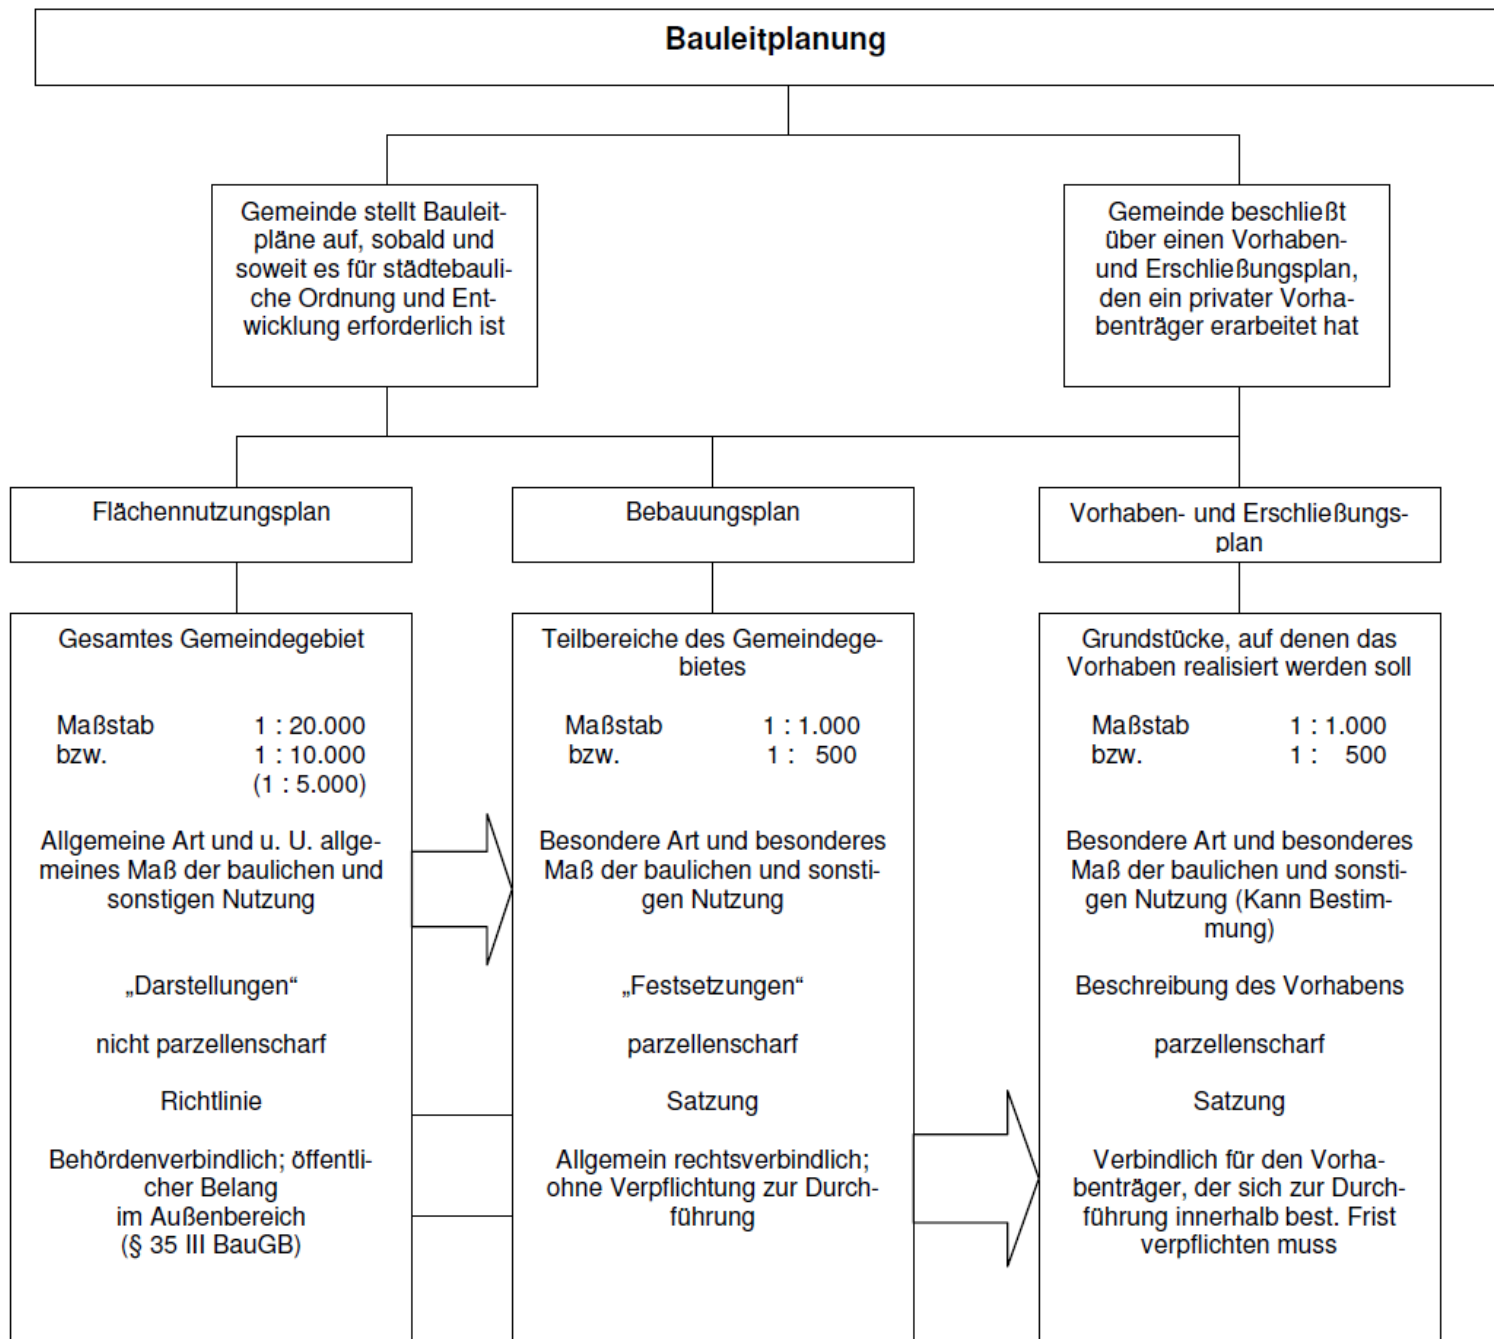 Bauleitplanung
Gemeinde stellt Bauleit-
pläne auf, sobald und
soweit es für städtebauli-
che Ordnung und Ent-
wicklung erforderlich ist
Gemeinde beschließt
über einen Vorhaben-
und Erschließungsplan,
den ein privater Vorha-
benträger erarbeitet hat
Flächennutzungsplan
Bebauungsplan
Vorhaben- und Erschließungs-
plan
Gesamtes Gemeindegebiet
Maßstab 1 : 20.000
bzw. 1 : 10.000
(1 : 5.000)
Allgemeine Art und u. U. allge-
meines Maß der baulichen und
sonstigen Nutzung
„Darstellungen“
nicht parzellenscharf
Richtlinie
Behördenverbindlich; öffentli-
cher Belang
im Außenbereich
(§ 35 III BauGB)
Teilbereiche des Gemeindege-
bietes
Maßstab 1 : 1.000
bzw. 1 : 500
Besondere Art und besonderes
Maß der baulichen und sonsti-
gen Nutzung
„Festsetzungen“
parzellenscharf
Satzung
Allgemein rechtsverbindlich;
ohne Verpflichtung zur Durch-
führung
Grundstücke, auf denen das
Vorhaben realisiert werden soll
Maßstab 1 : 1.000
bzw. 1 : 500
Besondere Art und besonderes
Maß der baulichen und sonsti-
gen Nutzung (Kann Bestim-
mung)
Beschreibung des Vorhabens
parzellenscharf
Satzung
Verbindlich für den Vorha-
benträger, der sich zur Durch-
führung innerhalb best. Frist
verpflichten muss